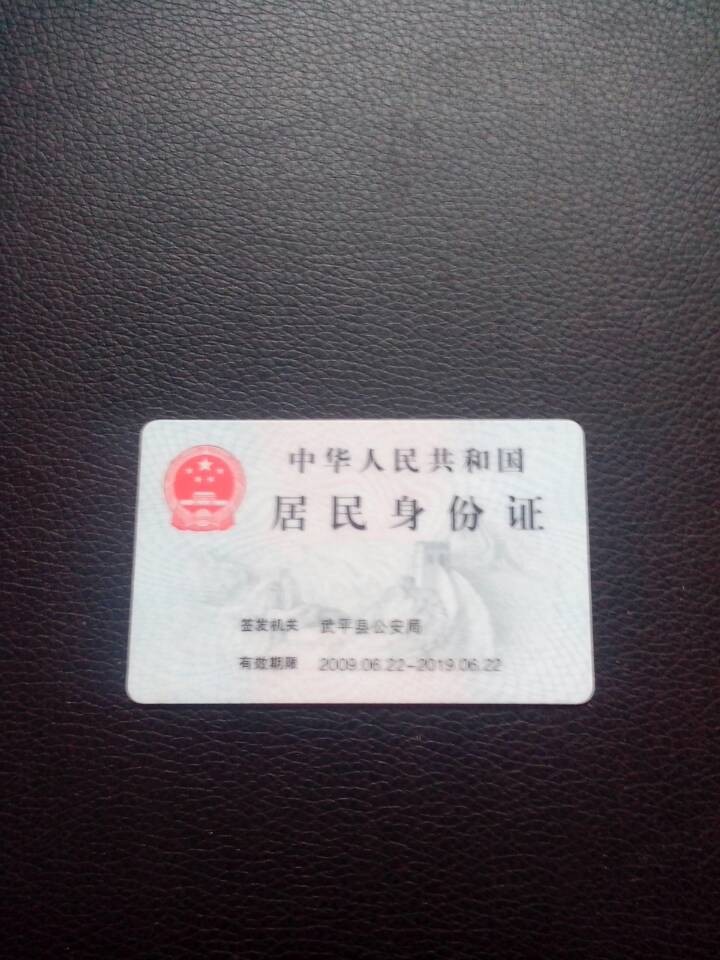 中华人民共和国
居民身份证
签发机关 武平县公安局
有效期限 2009.06.22-2019.06.22